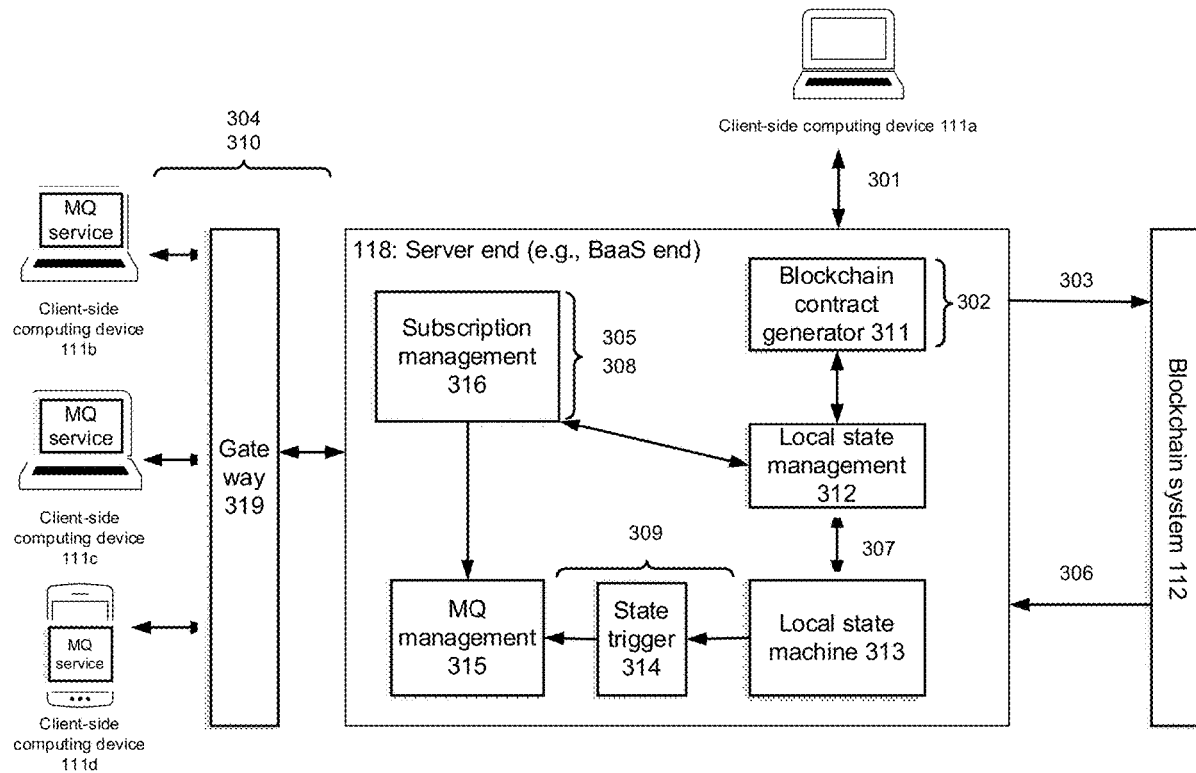 Client-side computing device 111a
304
310
301
MQ
service
Client-side
computing device
111b
118: Server end (e.g., BaaS end)
Blockchain
contract
generator 311
302
303
Subscription
management
316
305
308
MQ
service
Client-side
computing device
111c
Gate
way
319
Local state
management
312
Blockchain system 112
309
307
306
MQ
service
Client-side
computing device
111d
MQ
management
315
State
trigger
314
Local state
machine 313